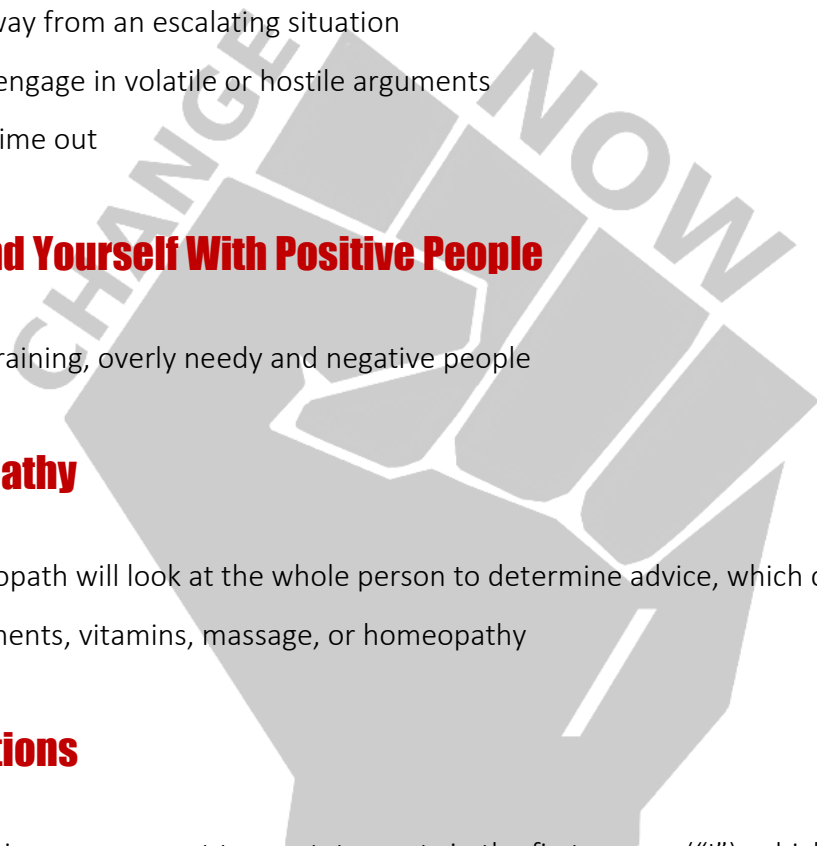 way from an escalating situation
engage in volatile or hostile arguments
ime out
CHANGE NOW
nd Yourself With Positive People
raining, overly needy and negative people
athy
opath will look at the whole person to determine advice, which
ments, vitamins, massage, or homeopathy
tions